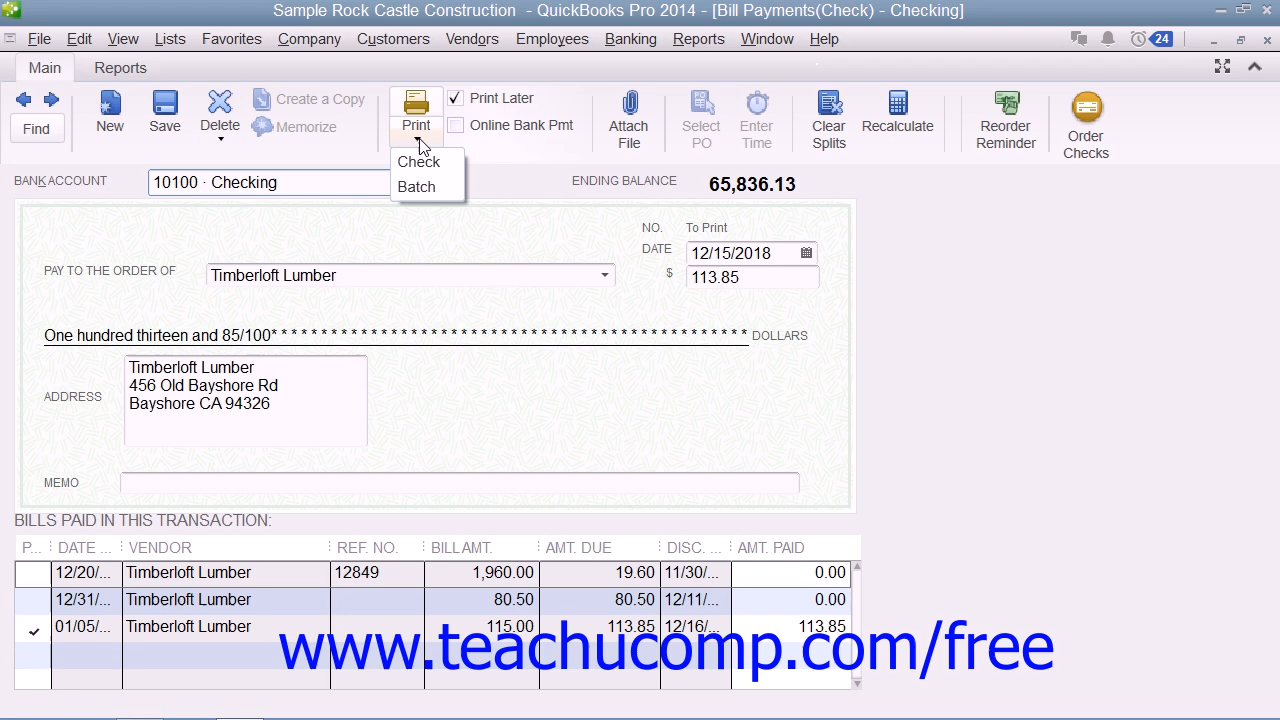 Sample Rock Castle Construction - QuickBooks Pro 2014 - [Bill Payments(Check) - Checking]
File Edit View Lists Favorites Company Customers Vendors Employees Banking Reports Window Help 24
Main Reports
Find New Save Delete Create a Copy Memorize Print Print Later Online Bank Pmt Attach File Select PO Enter Time Clear Splits Recalculate Reorder Reminder Order Checks
Check
Batch
BANK ACCOUNT 10100 · Checking ENDING BALANCE 65,836.13
NO. To Print
DATE 12/15/2018
PAY TO THE ORDER OF Timberloft Lumber $ 113.85
One hundred thirteen and 85/100* * * * * * * * * * * * * * * * * * * * * * * * * * * * * * * * * * * * * * * * * * * * * * * * DOLLARS
ADDRESS
Timberloft Lumber
456 Old Bayshore Rd
Bayshore CA 94326
MEMO
BILLS PAID IN THIS TRANSACTION:
P... DATE ... VENDOR REF. NO. BILL AMT. AMT. DUE DISC. ... AMT. PAID
12/20/... Timberloft Lumber 12849 1,960.00 19.60 11/30/... 0.00
12/31/... Timberloft Lumber 80.50 80.50 12/11/... 0.00
01/05/... Timberloft Lumber 115.00 113.85 12/16/... 113.85
www.teachucomp.com/free